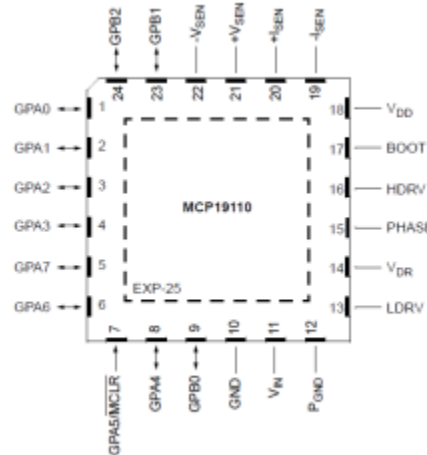 GPB2
GPB1
-VSEN
+VSEN
+ISEN
-ISEN
24
23
22
21
20
19
GPA0
1
18
VDD
GPA1
2
17
BOOT
GPA2
3
16
HDRV
MCP19110
GPA3
4
15
PHASE
GPA7
5
14
VDR
EXP-25
GPA6
6
13
LDRV
7
8
9
10
11
12
GPA5/MCLR
GPA4
GPB0
GND
VIN
PGND